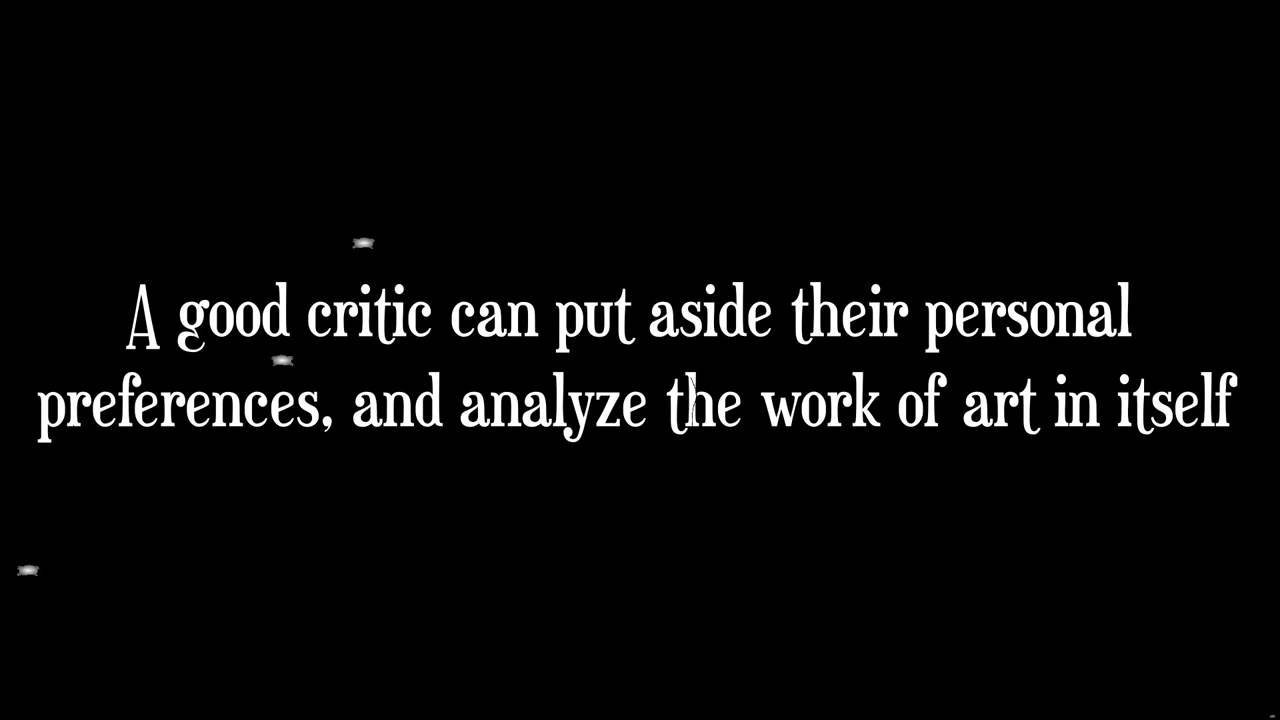 A good critic can put aside their personal
preferences, and analyze the work of art in itself